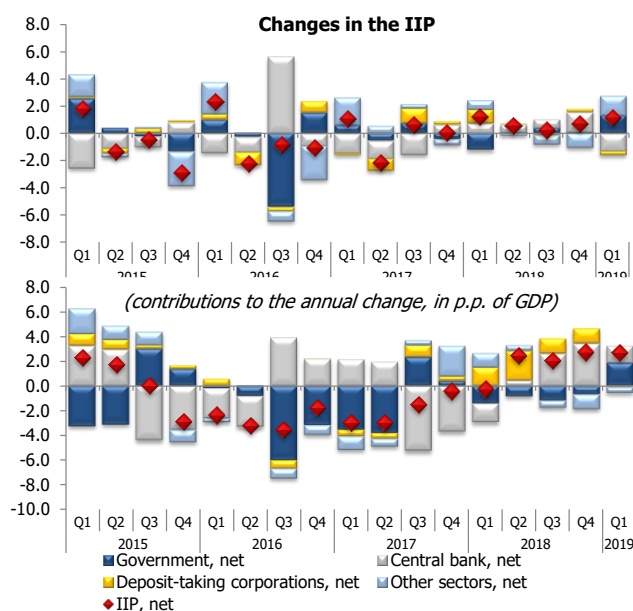 Changes in the IIP
8.0
6.0
4.0
2.0
0.0
-2.0
-4.0
-6.0
-8.0
Q1 Q2 Q3 Q4 Q1 Q2 Q3 Q4 Q1 Q2 Q3 Q4 Q1 Q2 Q3 Q4 Q1
2015 2016 2017 2018 2019
(contributions to the annual change, in p.p. of GDP)
8.0
6.0
4.0
2.0
0.0
-2.0
-4.0
-6.0
-8.0
-10.0
Q1 Q2 Q3 Q4 Q1 Q2 Q3 Q4 Q1 Q2 Q3 Q4 Q1 Q2 Q3 Q4 Q1
2015 2016 2017 2018 2019
Government, net Central bank, net
Deposit-taking corporations, net Other sectors, net
IIP, net